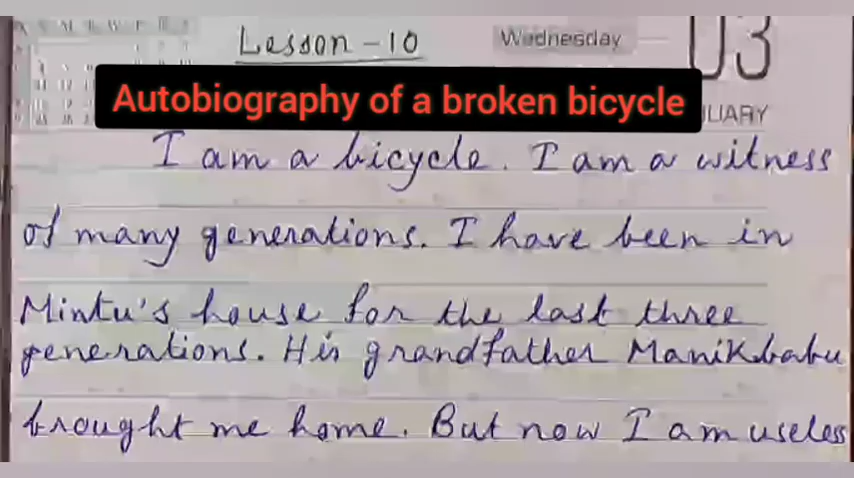 Lesson - 10
Wednesday
03
Autobiography of a broken bicycle
I am a bicycle. I am a witness
of many generations. I have been in
Mintu's house for the last three
generations. His grandfather Manikbabu
brought me home. But now I am useless